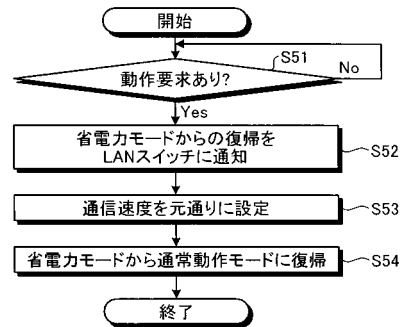 開始
S51
動作要求あり?
No
Yes
省電力モードからの復帰を
LANスイッチに通知
S52
通信速度を元通りに設定
S53
省電力モードから通常動作モードに復帰
S54
終了